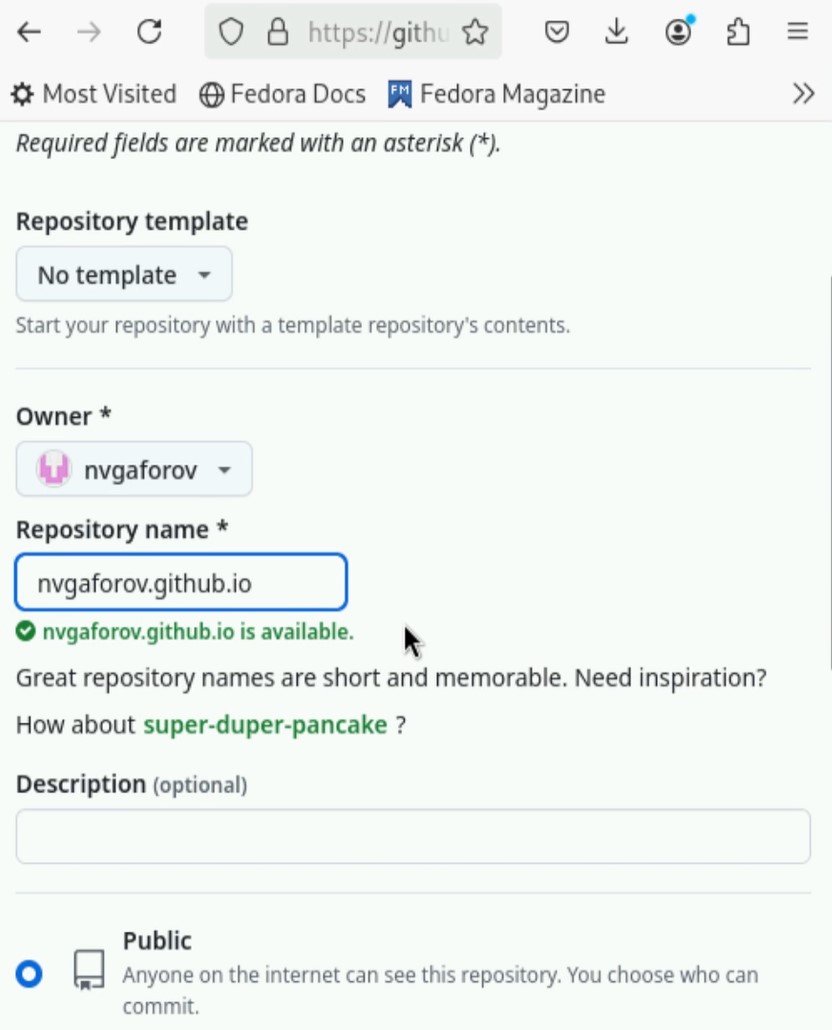 https://githu
Most Visited Fedora Docs FM Fedora Magazine
Required fields are marked with an asterisk (*).
Repository template
No template
Start your repository with a template repository's contents.
Owner *
nvgaforov
Repository name *
nvgaforov.github.io
nvgaforov.github.io is available.
Great repository names are short and memorable. Need inspiration?
How about super-duper-pancake ?
Description (optional)
Public
Anyone on the internet can see this repository. You choose who can
commit.